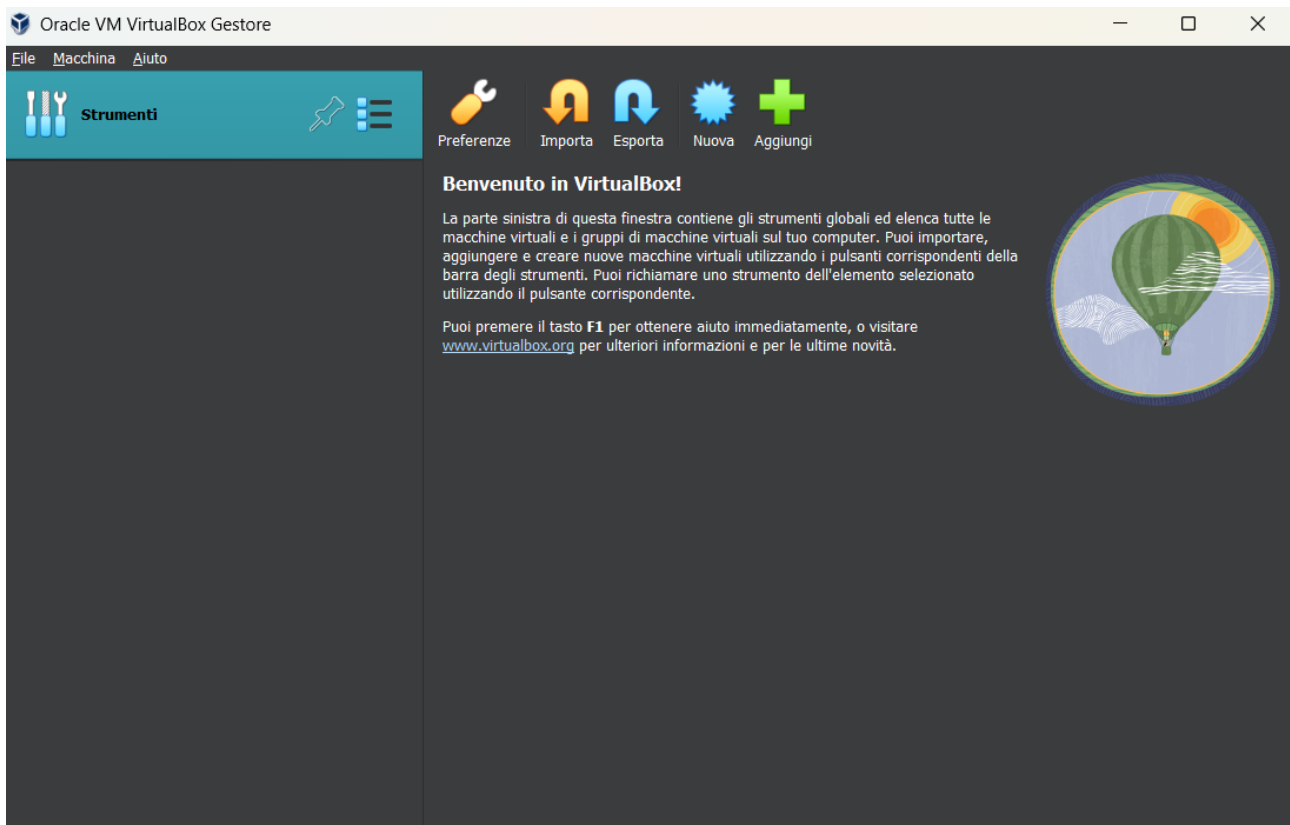 Oracle VM VirtualBox Gestore
File Macchina Aiuto
Strumenti
Preferenze Importa Esporta Nuova Aggiungi
Benvenuto in VirtualBox!
La parte sinistra di questa finestra contiene gli strumenti globali ed elenca tutte le
macchine virtuali e i gruppi di macchine virtuali sul tuo computer. Puoi importare,
aggiungere e creare nuove macchine virtuali utilizzando i pulsanti corrispondenti della
barra degli strumenti. Puoi richiamare uno strumento dell'elemento selezionato
utilizzando il pulsante corrispondente.
Puoi premere il tasto F1 per ottenere aiuto immediatamente, o visitare
www.virtualbox.org per ulteriori informazioni e per le ultime novità.